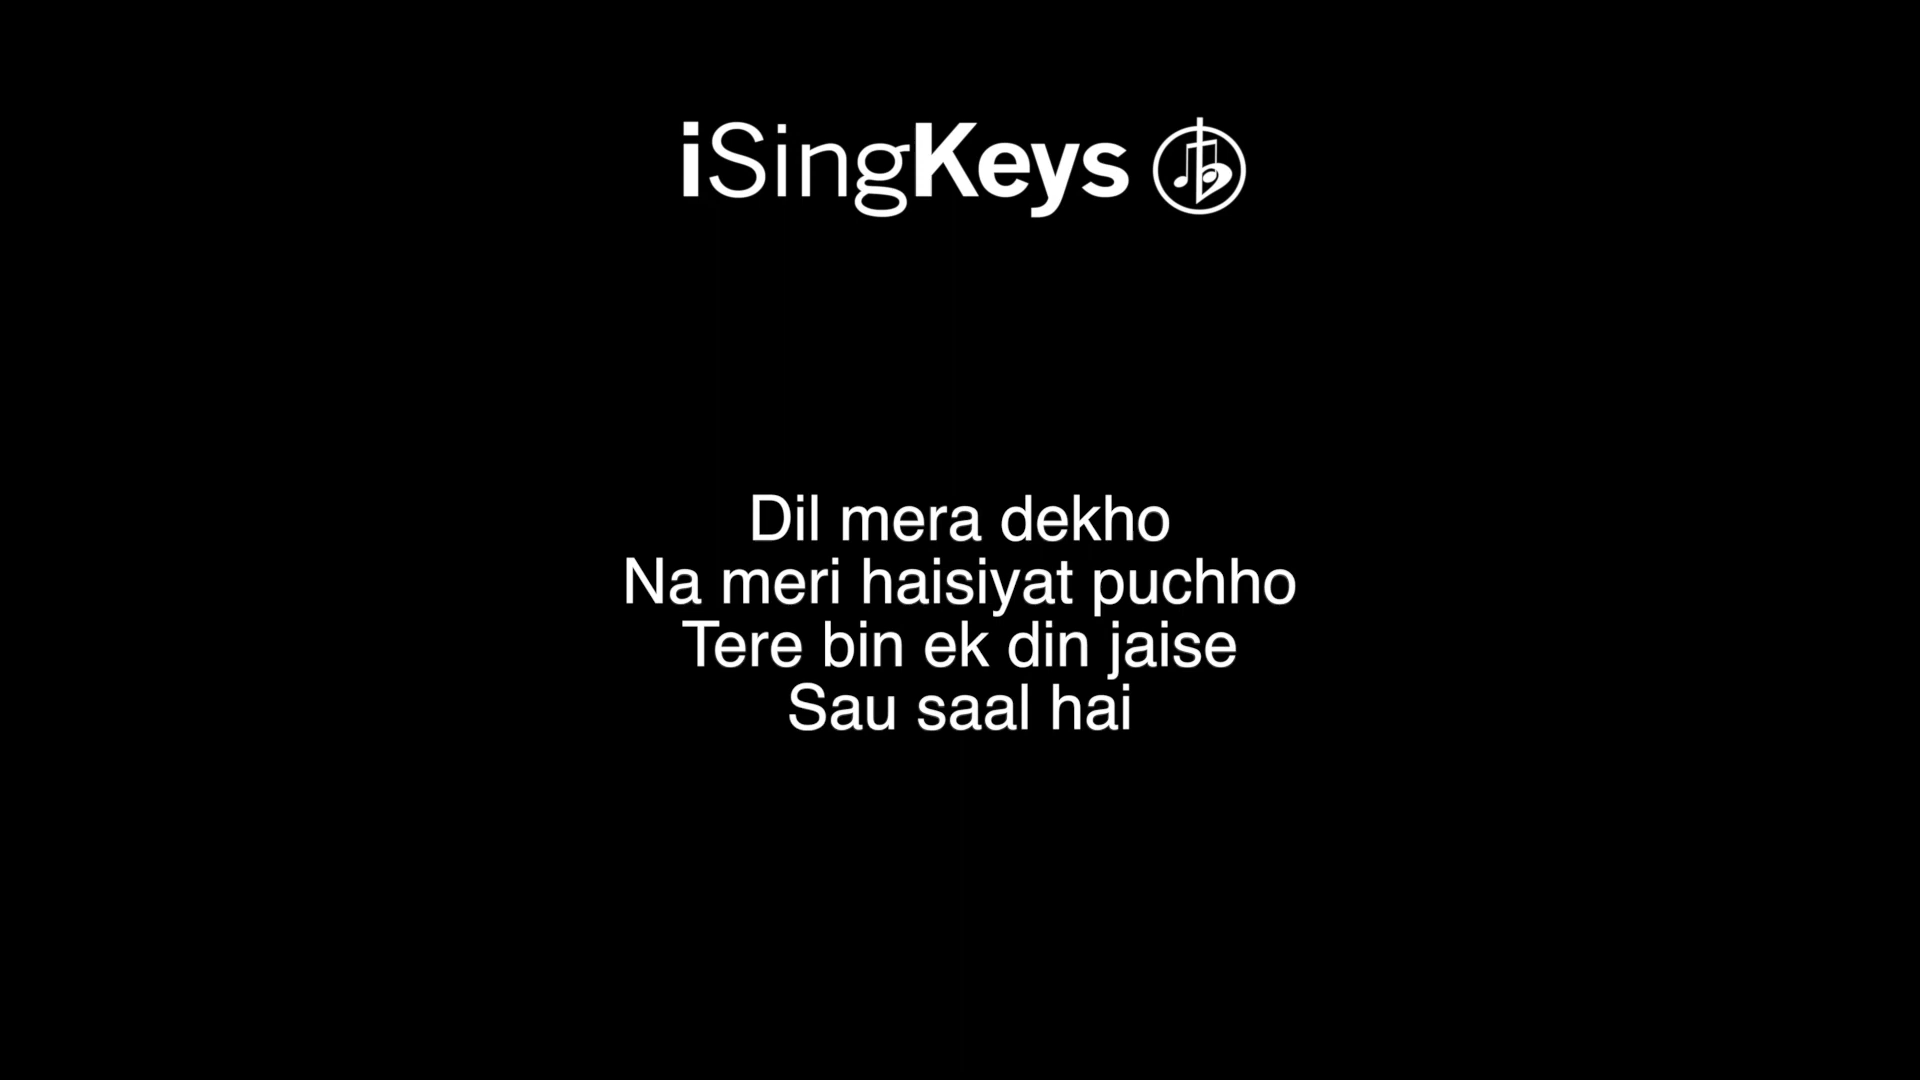 iSingKeys
Dil mera dekho
Na meri haisiyat puchho
Tere bin ek din jaise
Sau saal hai